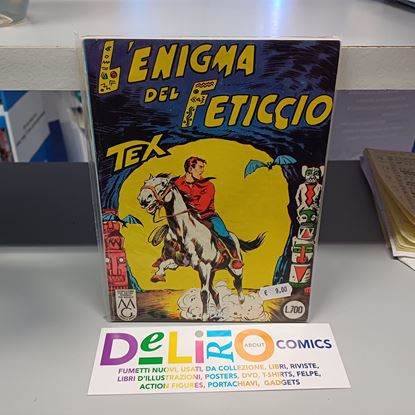 L'ENIGMA
DEL FETICCIO
TEX
€ 9,00
L.700
DELIRIO ABOUT COMICS
FUMETTI NUOVI, USATI, DA COLLEZIONE, LIBRI, RIVISTE,
LIBRI D'ILLUSTRAZIONI, POSTERS, DVD, T-SHIRTS, FELPE,
ACTION FIGURES, PORTACHIAVI, GADGETS